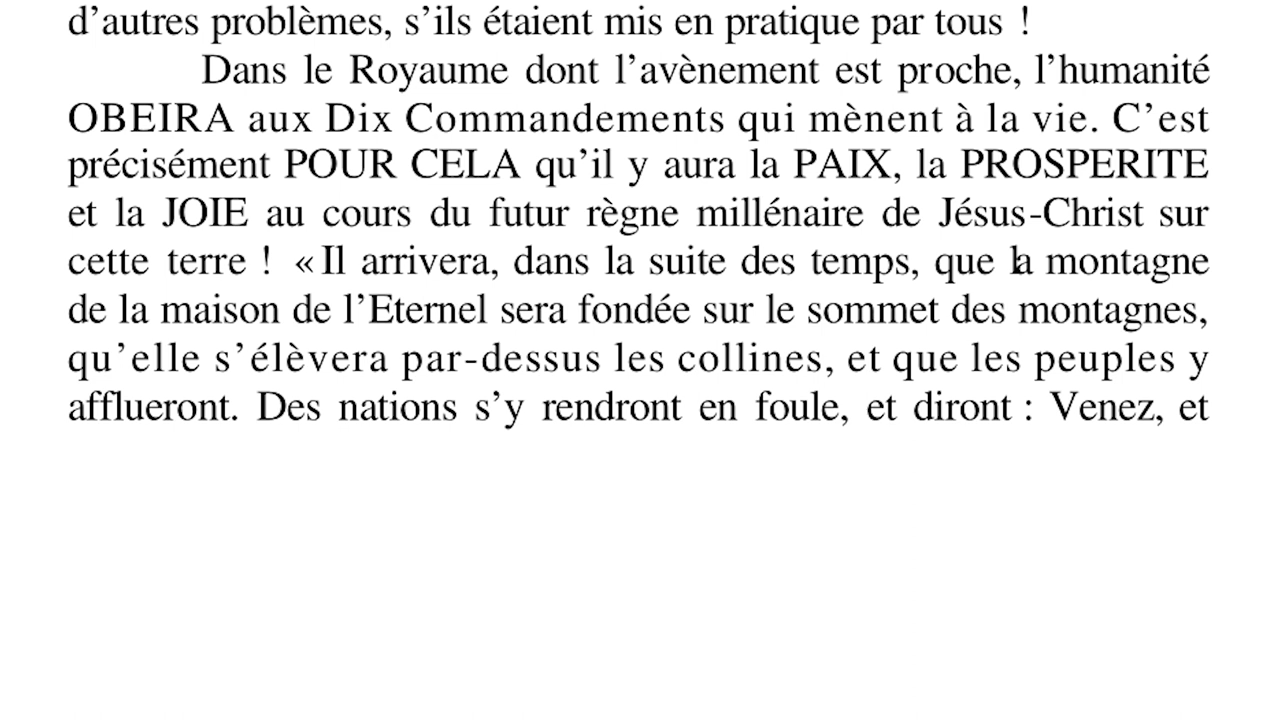 d’autres problèmes, s’ils étaient mis en pratique par tous !
Dans le Royaume dont l’avènement est proche, l’humanité
OBEIRA aux Dix Commandements qui mènent à la vie. C’est
précisément POUR CELA qu’il y aura la PAIX, la PROSPERITE
et la JOIE au cours du futur règne millénaire de Jésus-Christ sur
cette terre ! « Il arrivera, dans la suite des temps, que la montagne
de la maison de l’Eternel sera fondée sur le sommet des montagnes,
qu’elle s’élèvera par-dessus les collines, et que les peuples y
afflueront. Des nations s’y rendront en foule, et diront : Venez, et